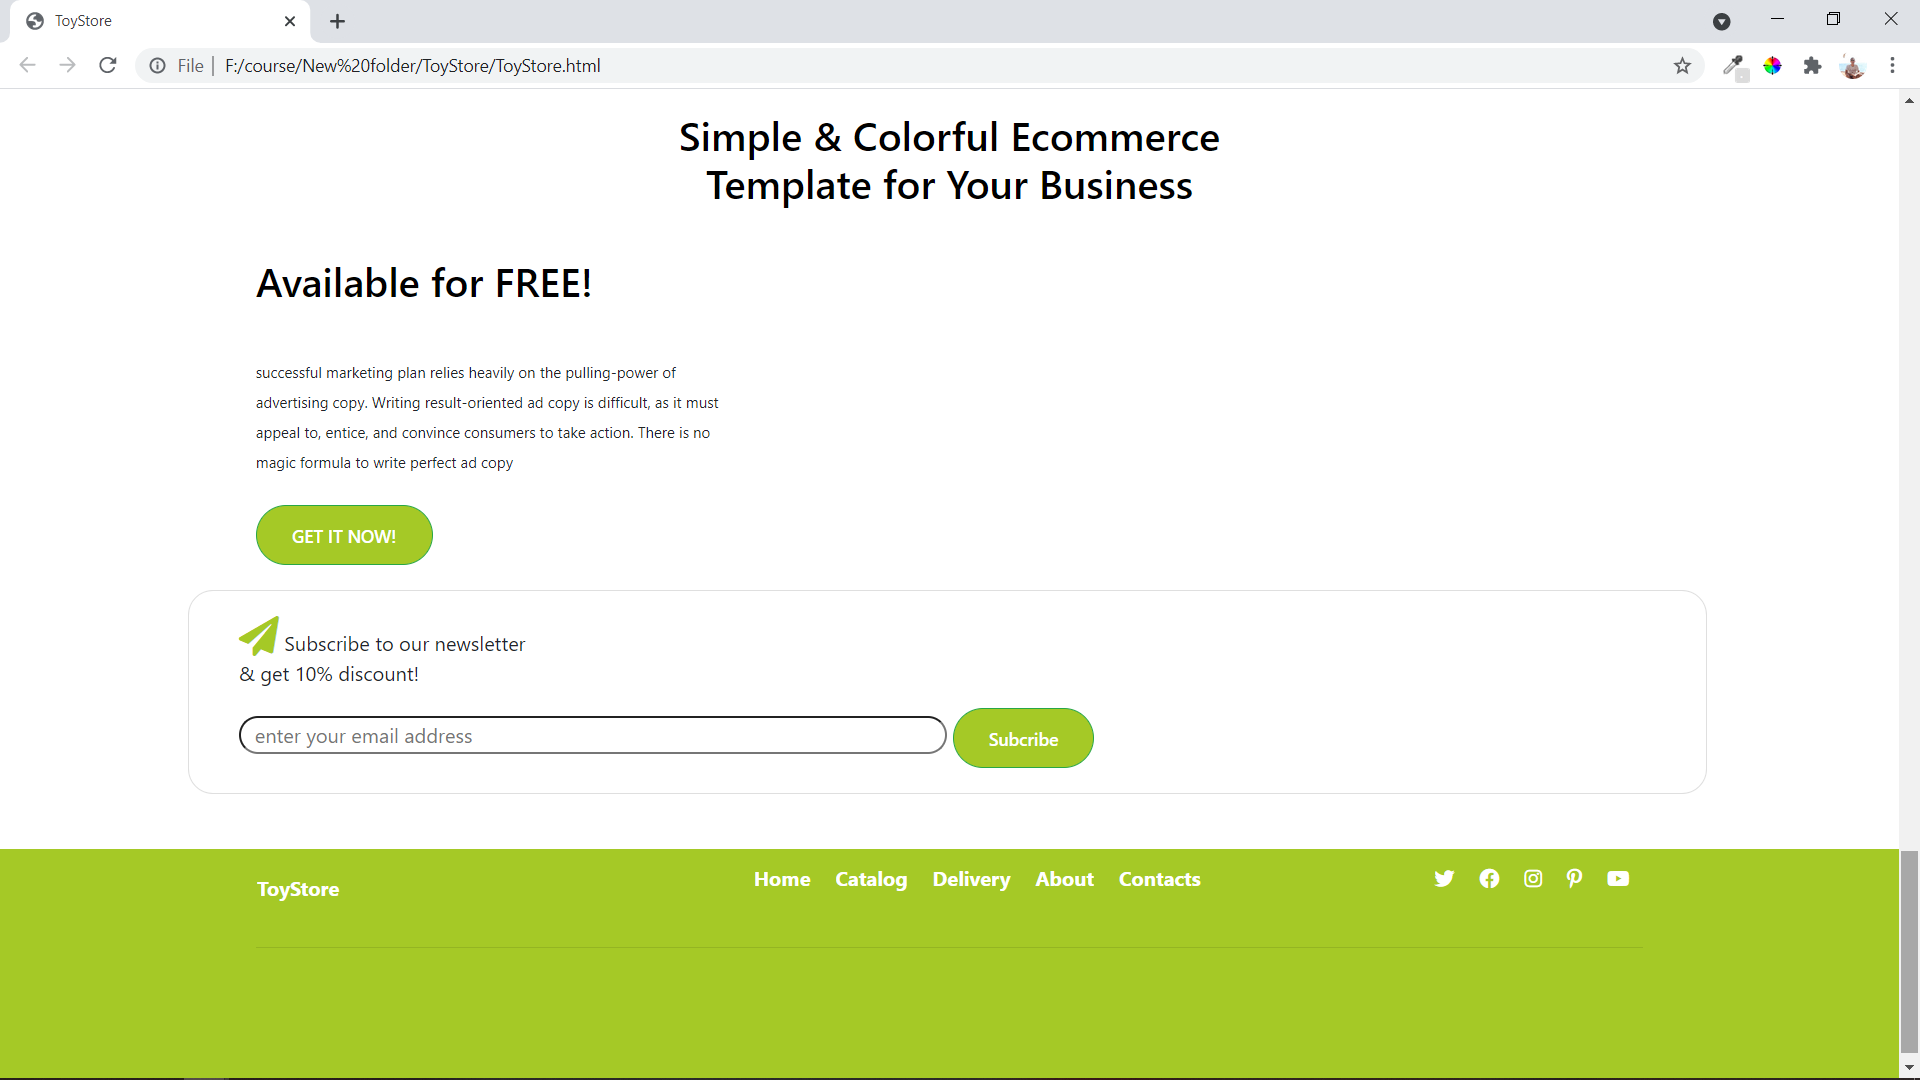 ToyStore
File
F:/course/New%20folder/ToyStore/ToyStore.html
Simple & Colorful Ecommerce
Template for Your Business
Available for FREE!
successful marketing plan relies heavily on the pulling-power of
advertising copy. Writing result-oriented ad copy is difficult, as it must
appeal to, entice, and convince consumers to take action. There is no
magic formula to write perfect ad copy
GET IT NOW!
Subscribe to our newsletter
& get 10% discount!
enter your email address
Subcribe
ToyStore
Home Catalog Delivery About Contacts